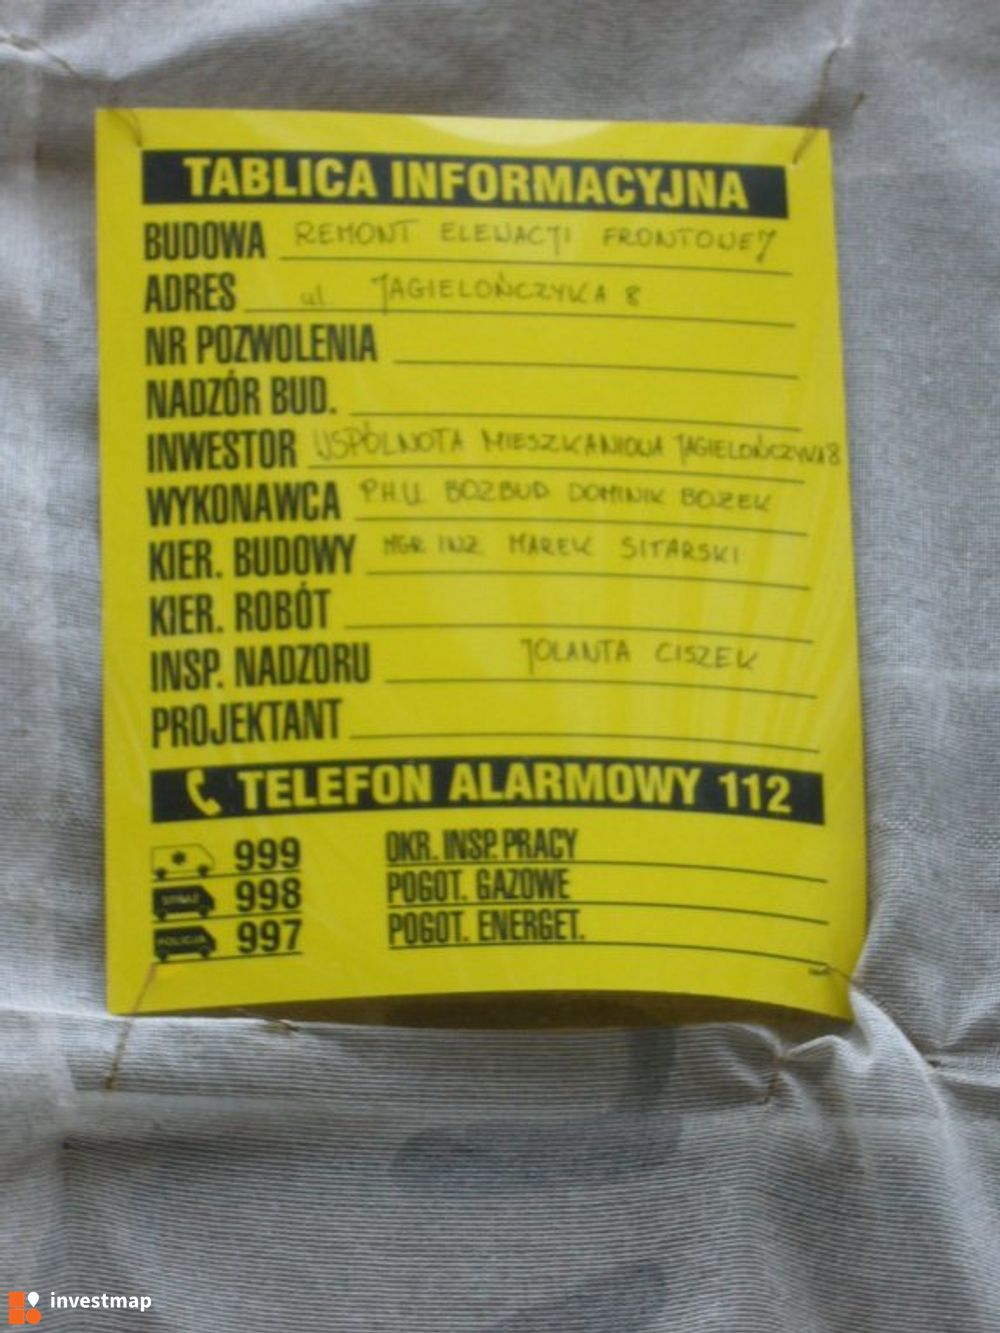 TABLICA INFORMACYJNA
BUDOWA REMONT ELEWACJI FRONTOWEJ
ADRES ul. JAGIELOŃCZYKA 8
NR POZWOLENIA
NADZÓR BUD.
INWESTOR WSPÓLNOTA MIESZKANIOWA JAGIELOŃCZYKA 8
WYKONAWCA P.H.U. BOZBUD DOMINIK BOZEK
KIER. BUDOWY MGR INZ MAREK SITARSKI
KIER. ROBÓT
INSP. NADZORU JOLANTA CISZEK
PROJEKTANT
TELEFON ALARMOWY 112
999 OKR. INSP. PRACY
998 POGOT. GAZOWE
POLICJA 997 POGOT. ENERGET.
investmap